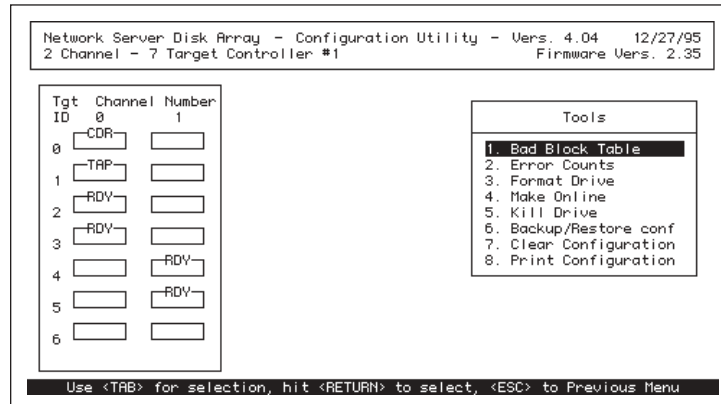 Network Server Disk Array - Configuration Utility - Vers. 4.04 12/27/95
2 Channel - 7 Target Controller #1 Firmware Vers. 2.35
Tgt Channel Number
ID 0 1
CDR
0
TAP
1
RDY
2
RDY
3
RDY
4
RDY
5
6
Tools
1. Bad Block Table
2. Error Counts
3. Format Drive
4. Make Online
5. Kill Drive
6. Backup/Restore conf
7. Clear Configuration
8. Print Configuration
Use <TAB> for selection, hit <RETURN> to select, <ESC> to Previous Menu